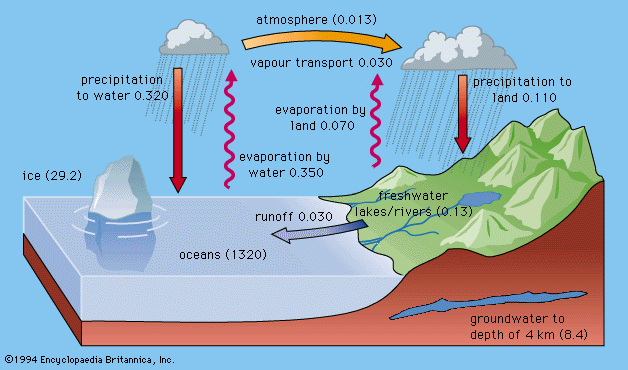 atmosphere (0.013)
vapour transport 0.030
precipitation
to water 0.320
precipitation to
land 0.110
evaporation by
land 0.070
evaporation by
water 0.350
ice (29.2)
freshwater
lakes/rivers (0.13)
runoff 0.030
oceans (1320)
groundwater to
depth of 4 km (8.4)
©1994 Encyclopaedia Britannica, Inc.